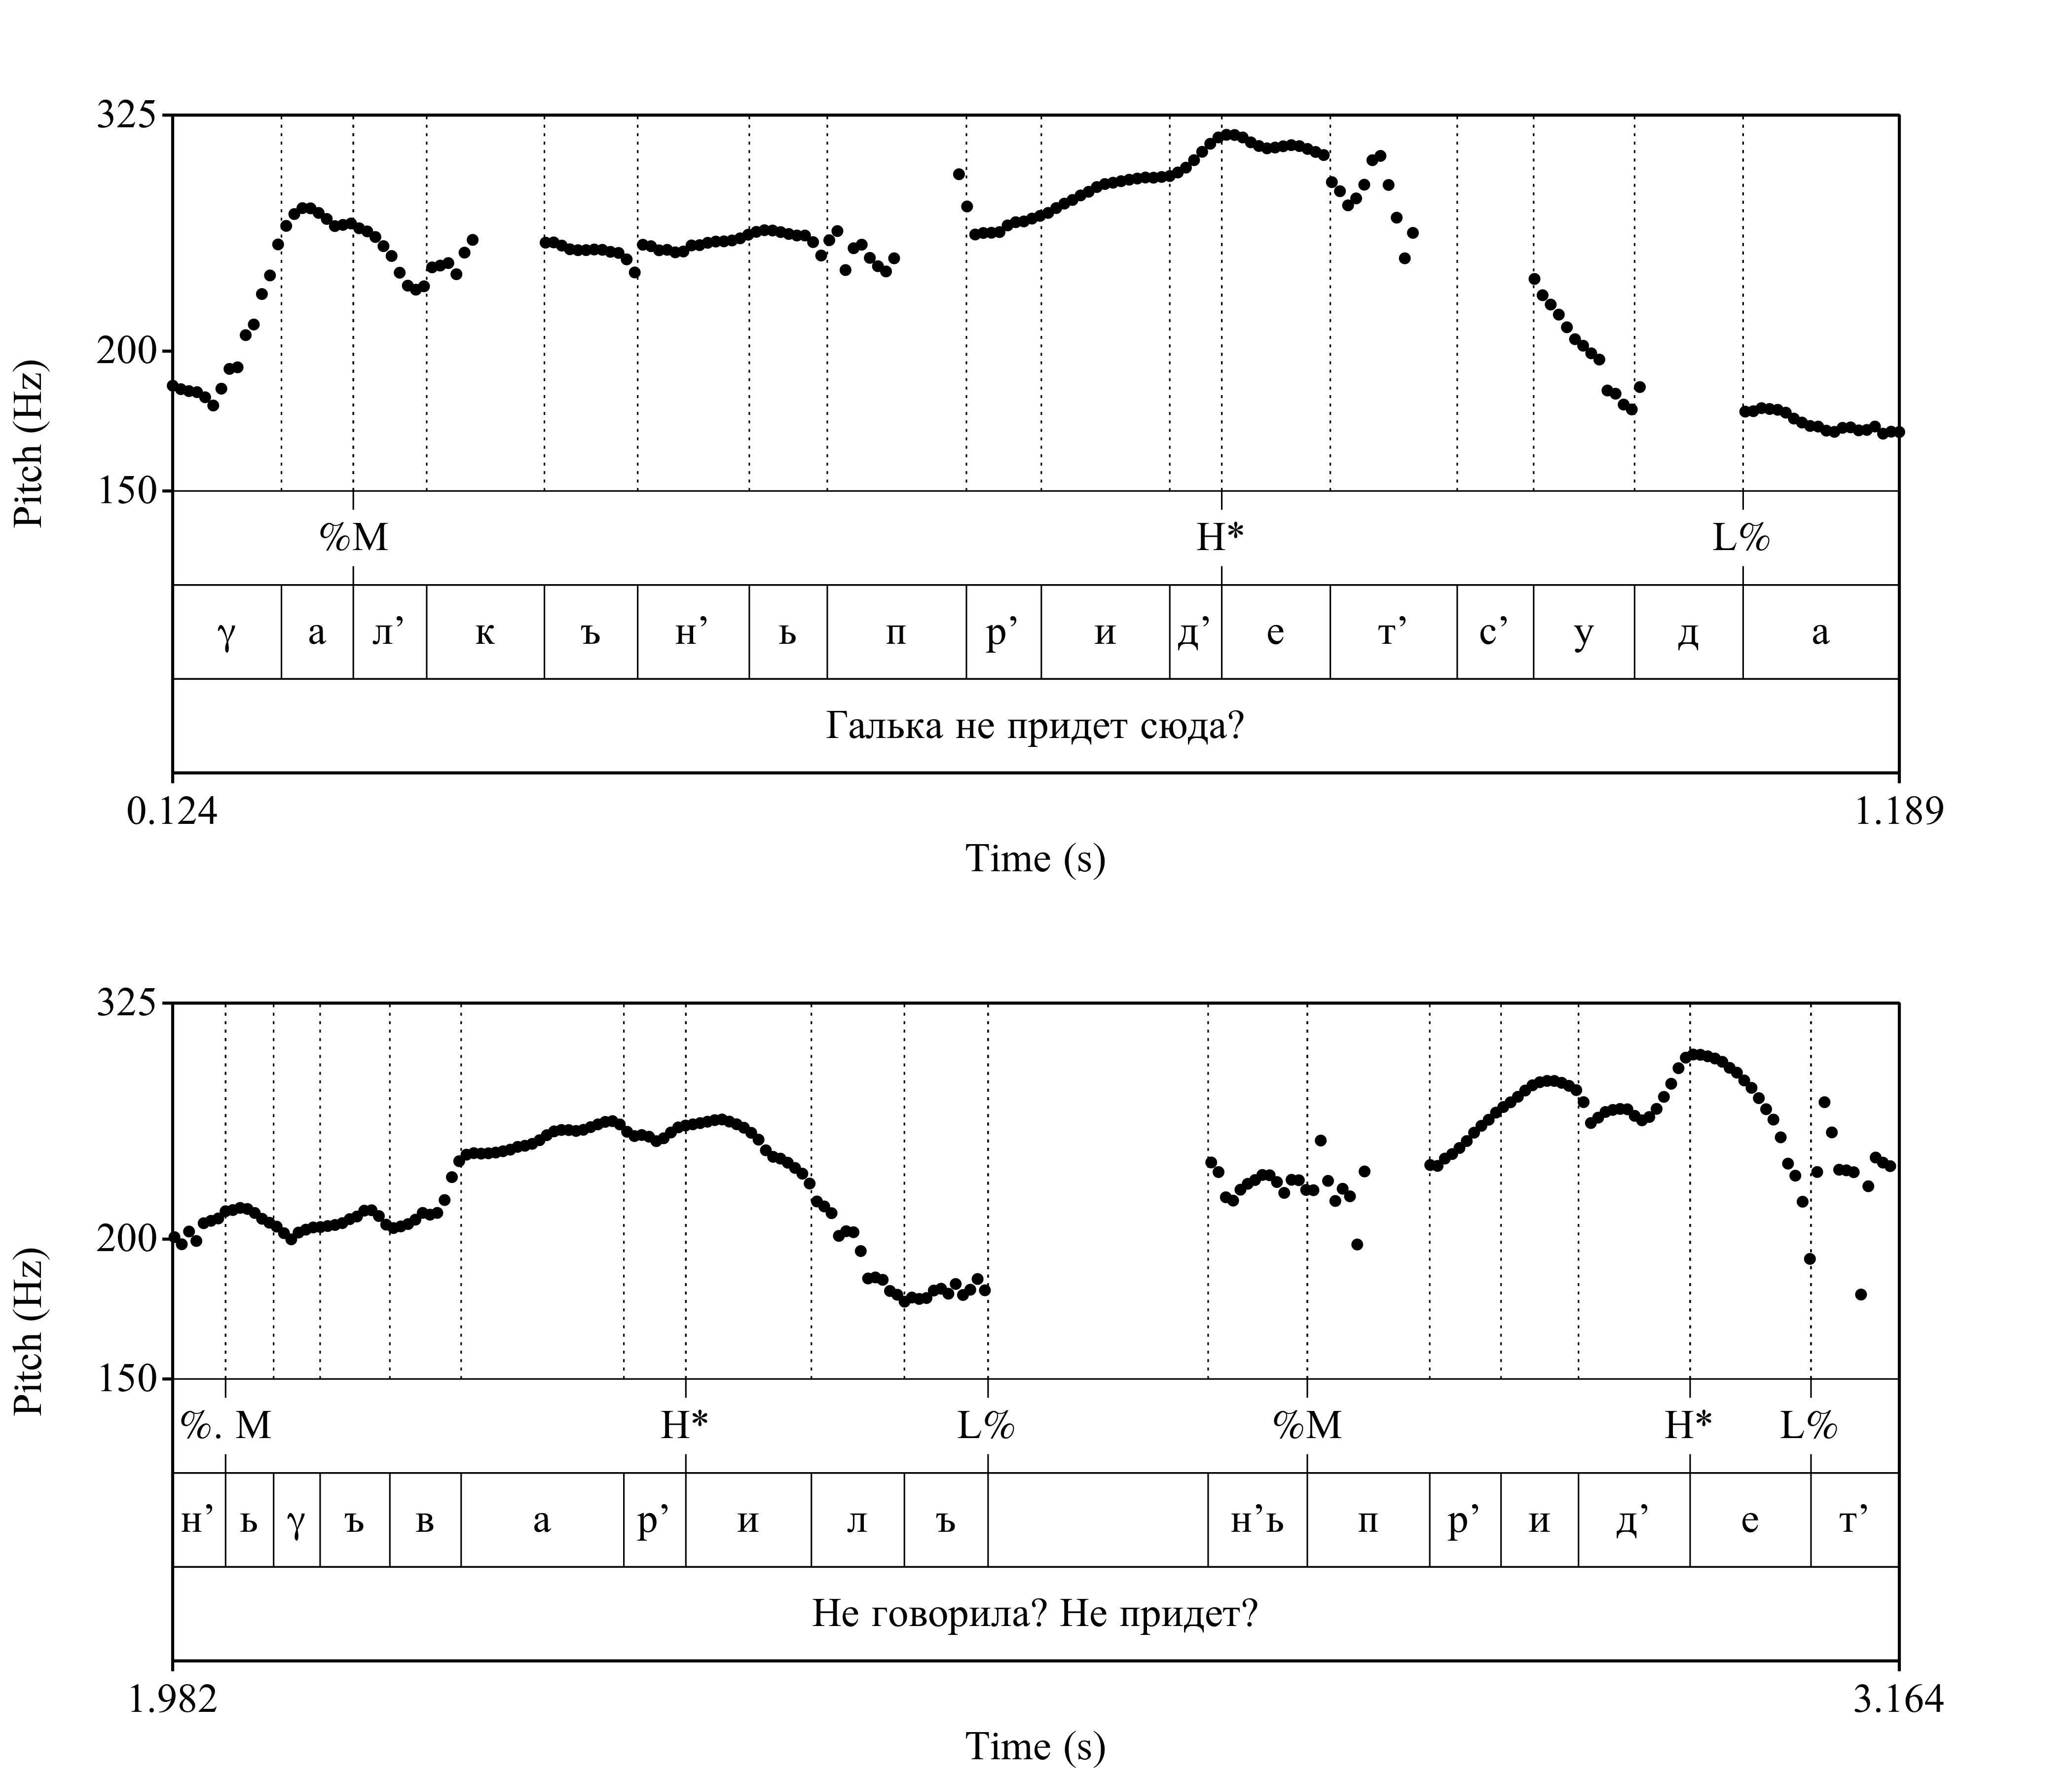 325
200
150
Pitch (Hz)
%M H* L%
ɣ а л’ к ъ н’ ь п р’ и д’ е т’ с’ у д а
Галька не придет сюда?
0.124 1.189
Time (s)
325
200
150
Pitch (Hz)
%. M H* L% %M H* L%
н’ ь ɣ ъ в а р’ и л ъ н’ь п р’ и д’ е т’
Не говорила? Не придет?
1.982 3.164
Time (s)